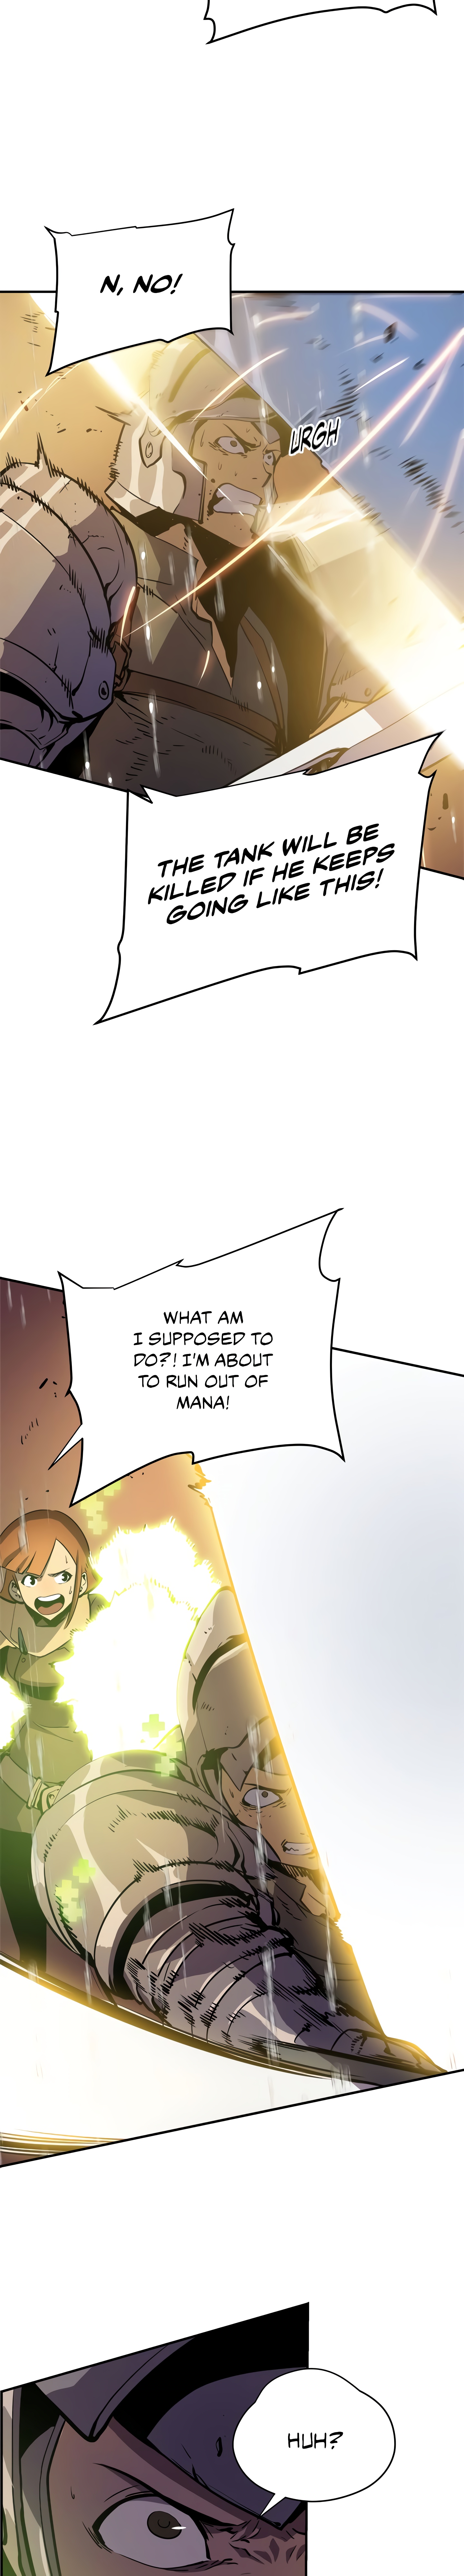 N, NO!
URGH
THE TANK WILL BE
KILLED IF HE KEEPS
GOING LIKE THIS!
WHAT AM
I SUPPOSED TO
DO?! I'M ABOUT
TO RUN OUT OF
MANA!
HUH?